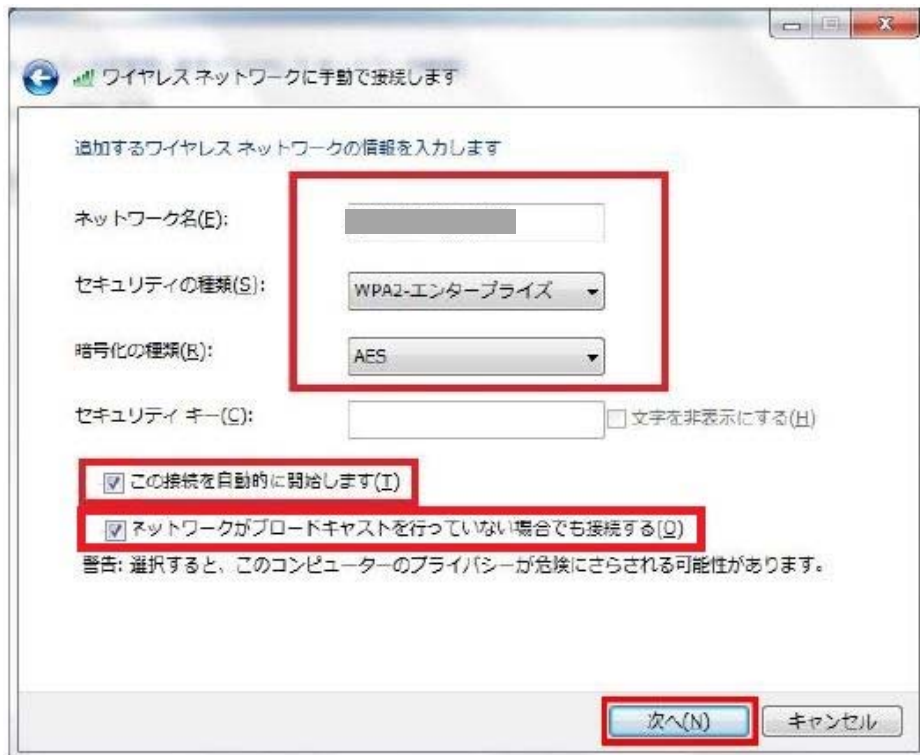 ワイヤレス ネットワークに手動で接続します
追加するワイヤレス ネットワークの情報を入力します
ネットワーク名(E):
セキュリティの種類(S): WPA2-エンタープライズ
暗号化の種類(R): AES
セキュリティ キー(C): 文字を非表示にする(H)
この接続を自動的に開始します(T)
ネットワークがブロードキャストを行っていない場合でも接続する(O)
警告: 選択すると、このコンピューターのプライバシーが危険にさらされる可能性があります。
次へ(N) キャンセル